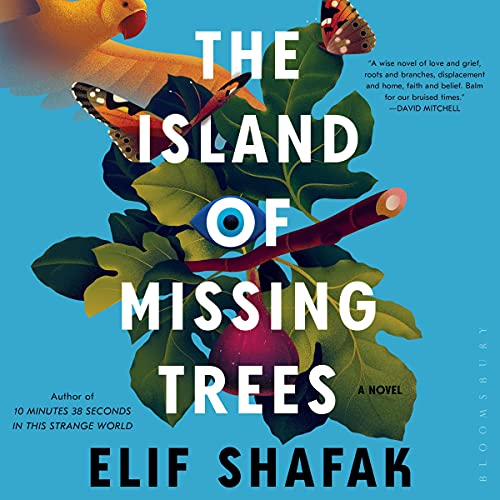 THE
ISLAND
OF
MISSING
TREES
A NOVEL
"A wise novel of love and grief,
roots and branches, displacement
and home, faith and belief. Balm
for our bruised times."
—DAVID MITCHELL
Author of
10 MINUTES 38 SECONDS
IN THIS STRANGE WORLD
ELIF SHAFAK
BLOOMSBURY